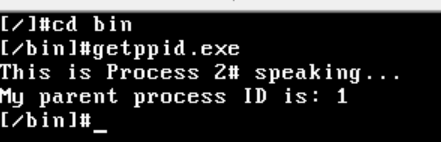 [/]#cd bin
[/bin]#getppid.exe
This is Process 2# speaking...
My parent process ID is: 1
[/bin]#_